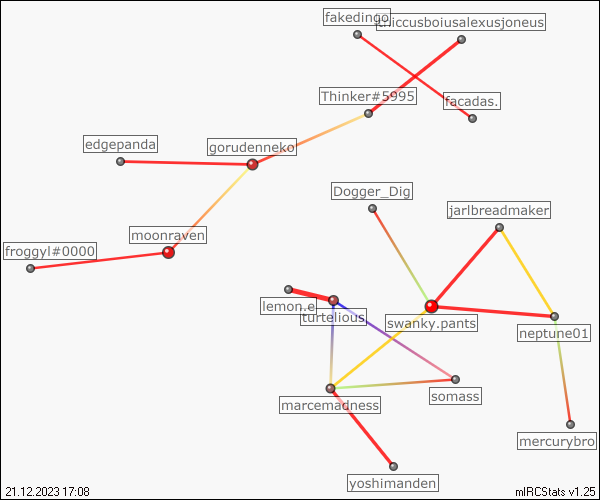 fakedingo
thiccusboiusalexusjoneus
Thinker#5995
facadas.
edgepanda
gorudenneko
Dogger_Dig
jarlbreadmaker
moonraven
froggyl#0000
lemon.e
turtelious
swanky.pants
neptune01
marcemadness
somass
mercurybro
yoshimanden
21.12.2023 17:08
mIRCStats v1.25